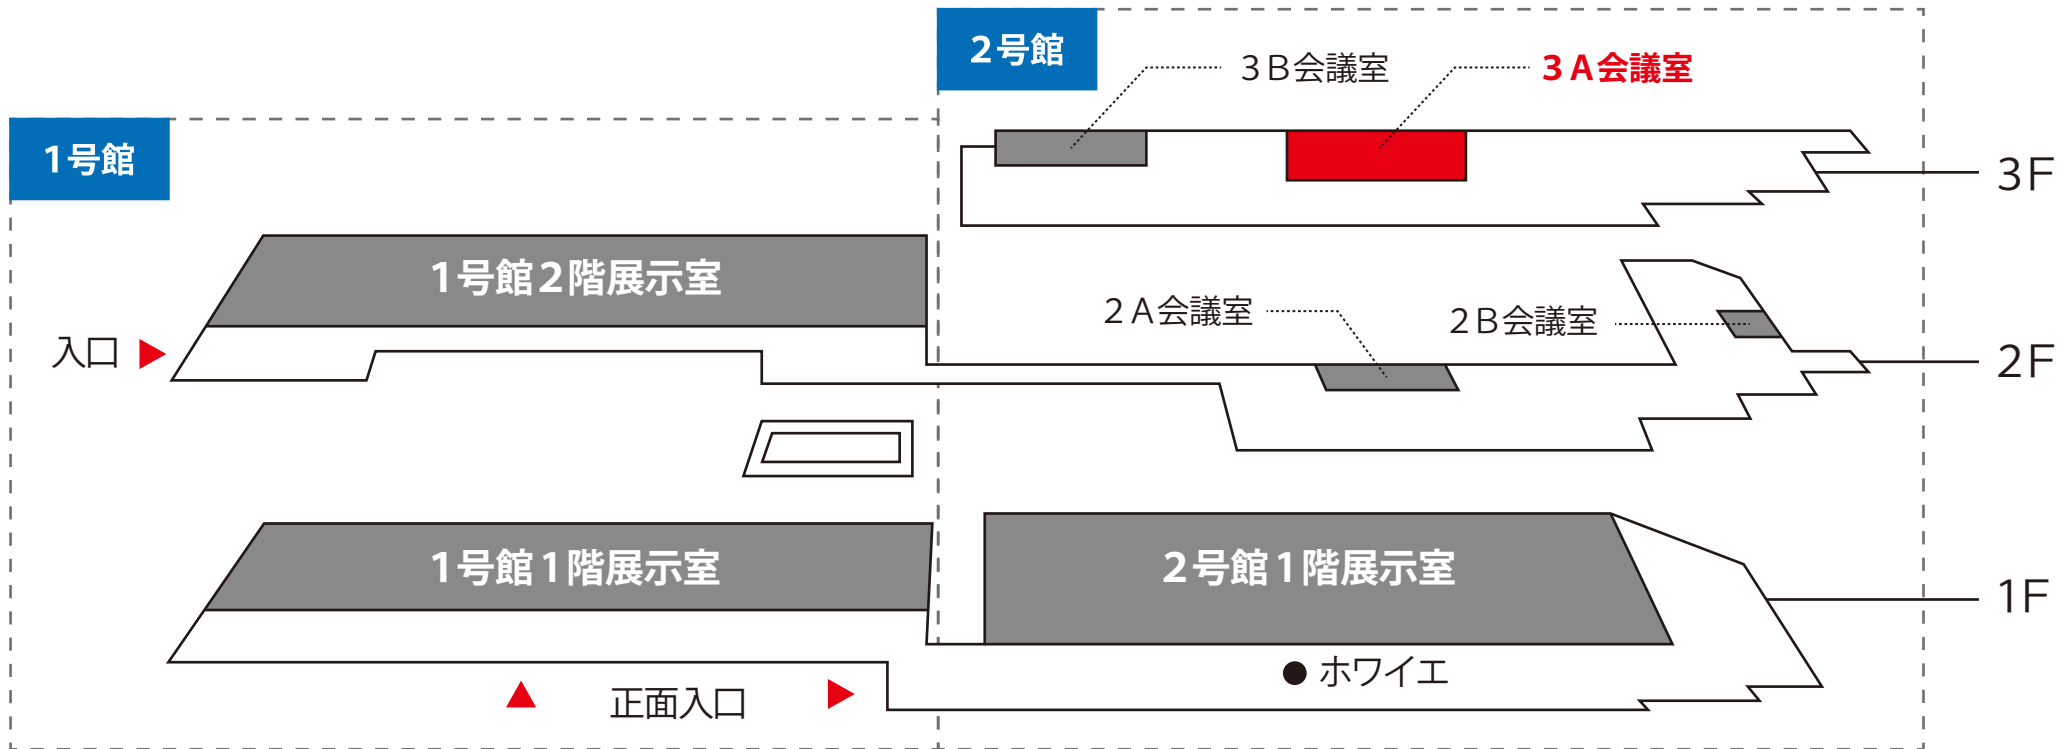 2号館
3B会議室
3A会議室
1号館
3F
1号館2階展示室
2A会議室
2B会議室
入口
2F
1号館1階展示室
2号館1階展示室
1F
ホワイエ
正面入口